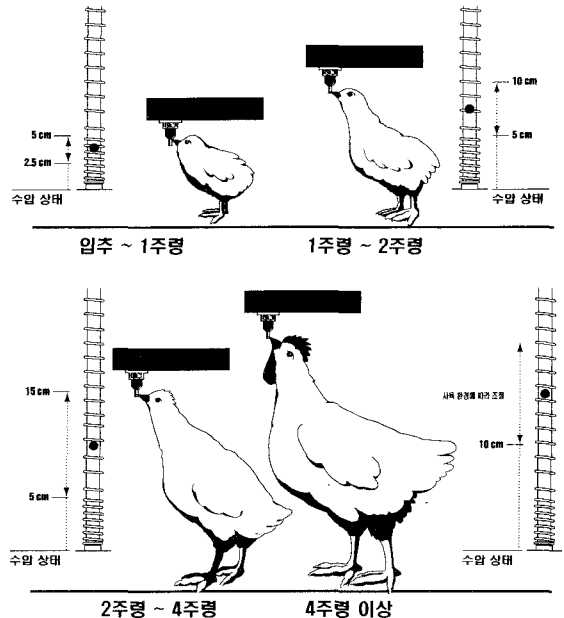 5 cm
2.5 cm
수압 상태
입추 ~ 1주령
10 cm
5 cm
수압 상태
1주령 ~ 2주령
15 cm
5 cm
수압 상태
2주령 ~ 4주령
사육 환경에 따라 조절
10 cm
수압 상태
4주령 이상